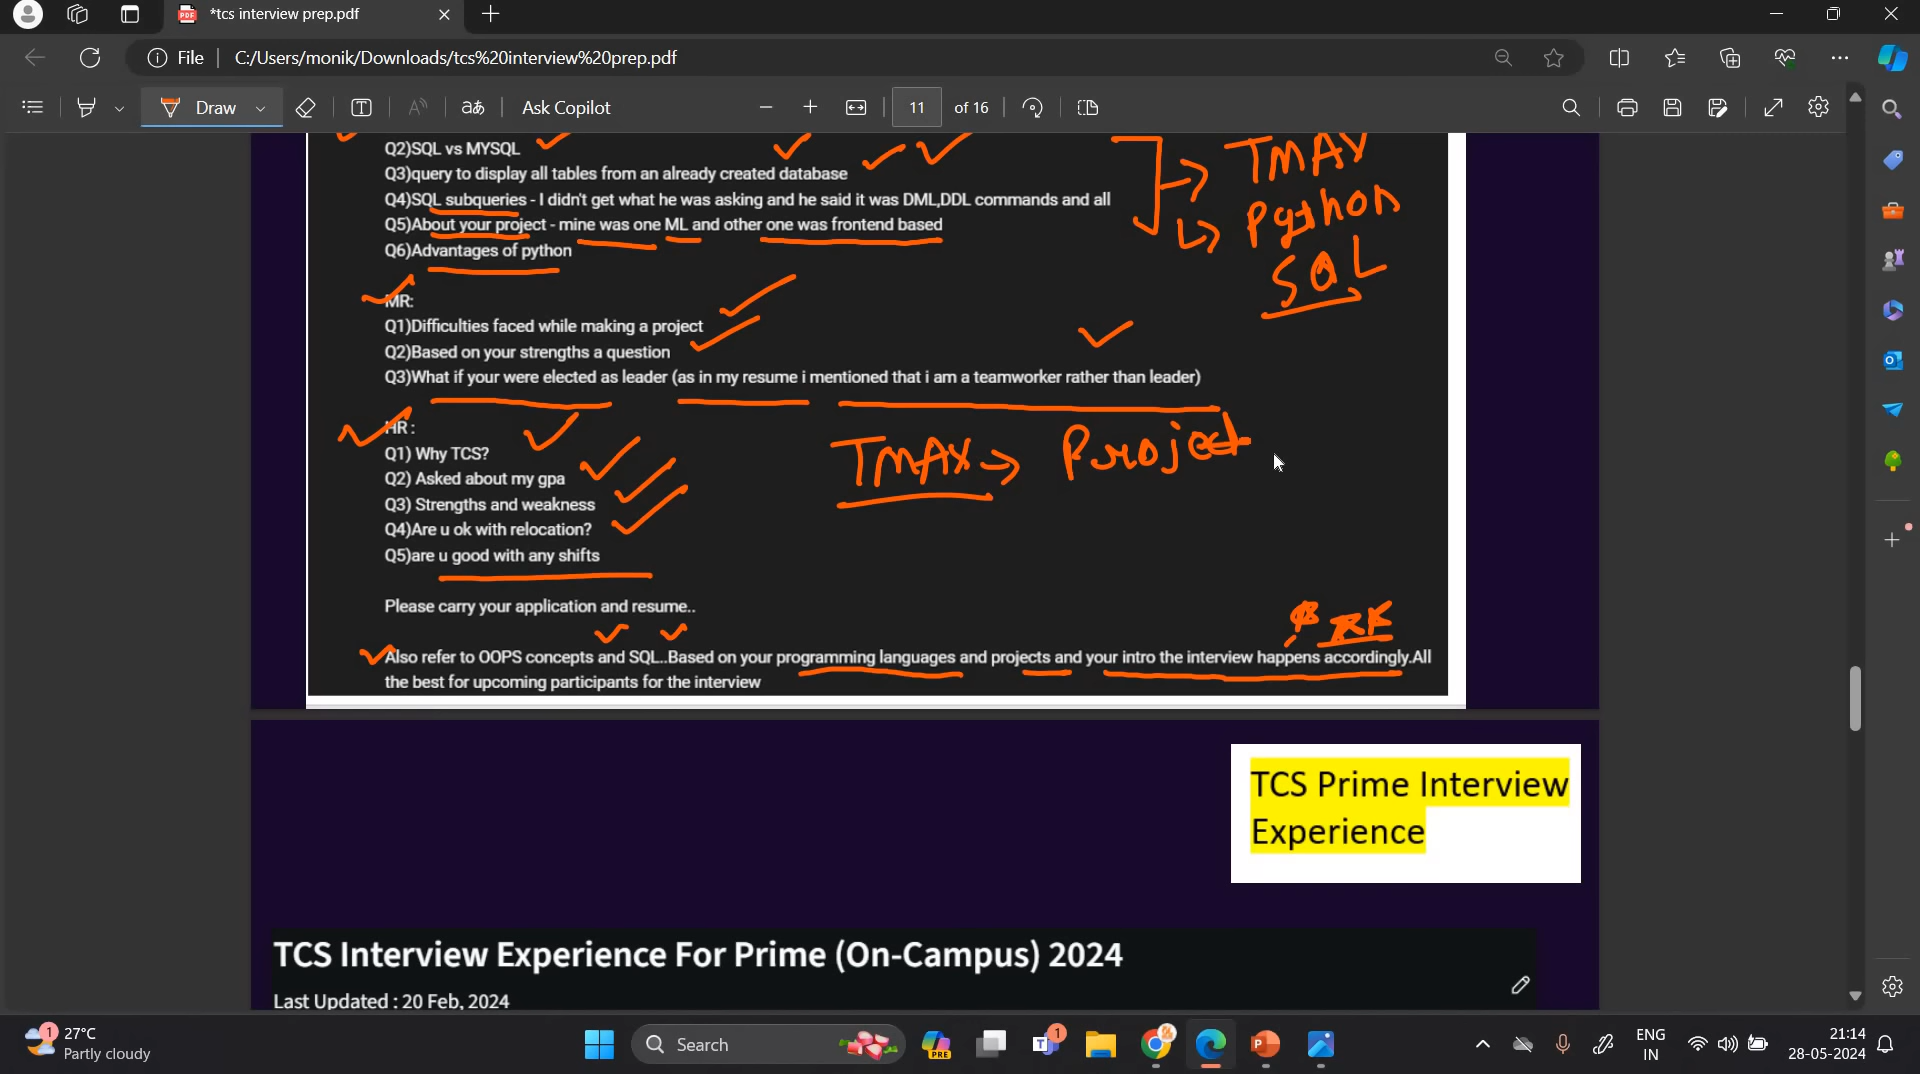 *tcs interview prep.pdf
File
C:/Users/monik/Downloads/tcs%20interview%20prep.pdf
Draw
aあ
Ask Copilot
11
of 16
Q2)SQL vs MYSQL
Q3)query to display all tables from an already created database
Q4)SQL subqueries - I didn't get what he was asking and he said it was DML,DDL commands and all
Q5)About your project - mine was one ML and other one was frontend based
Q6)Advantages of python
TMAY
Python
SQL
MR:
Q1)Difficulties faced while making a project
Q2)Based on your strengths a question
Q3)What if your were elected as leader (as in my resume i mentioned that i am a teamworker rather than leader)
HR :
Q1) Why TCS?
Q2) Asked about my gpa
Q3) Strengths and weakness
Q4)Are u ok with relocation?
Q5)are u good with any shifts
TMAY → Project
Please carry your application and resume..
Also refer to OOPS concepts and SQL..Based on your programming languages and projects and your intro the interview happens accordingly.All
the best for upcoming participants for the interview
TCS Prime Interview
Experience
TCS Interview Experience For Prime (On-Campus) 2024
Last Updated : 20 Feb, 2024
1
27°C
Partly cloudy
Search
PRE
1
ENG
IN
21:14
28-05-2024